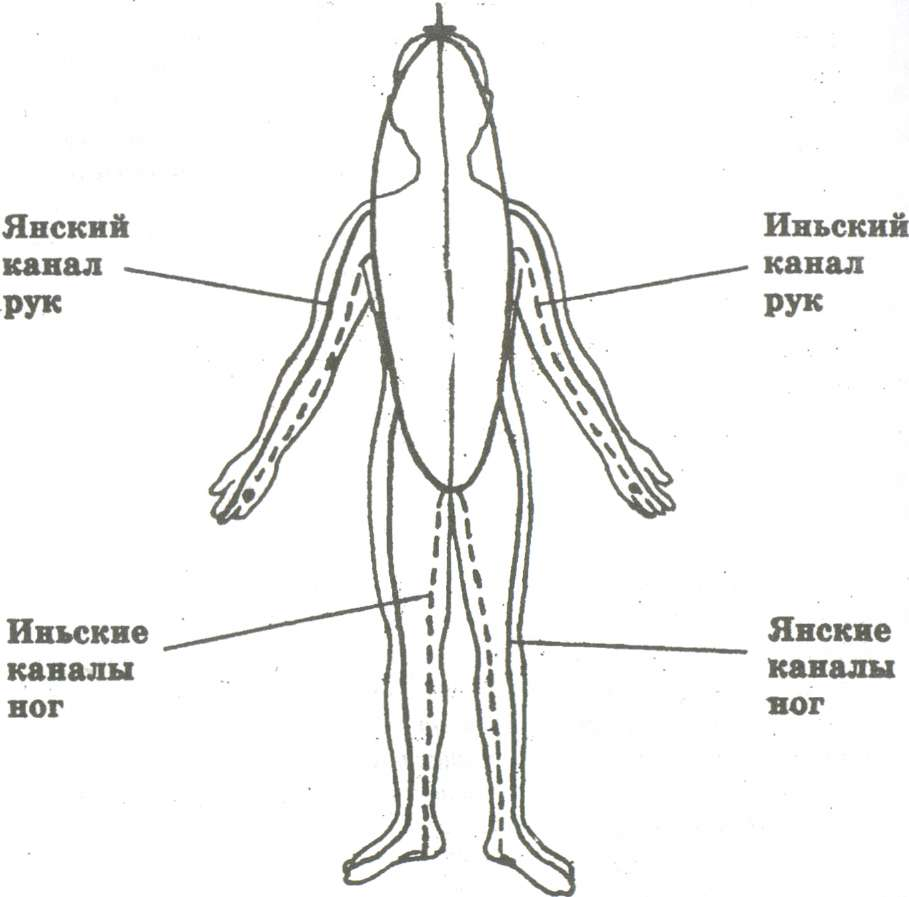 Янский
канал
рук
Иньский
канал
рук
Иньские
каналы
ног
Янские
каналы
ног